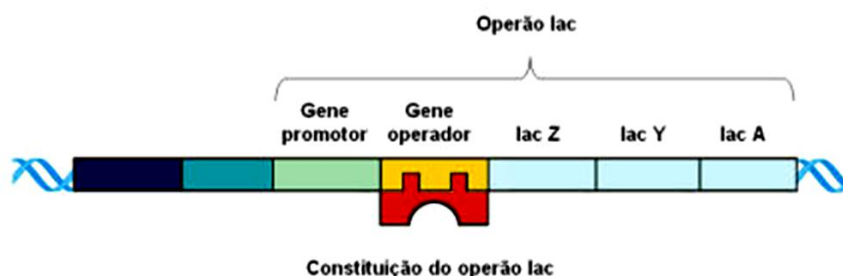 Operão lac
Gene promotor
Gene operador
lac Z
lac Y
lac A
Constituição do operão lac